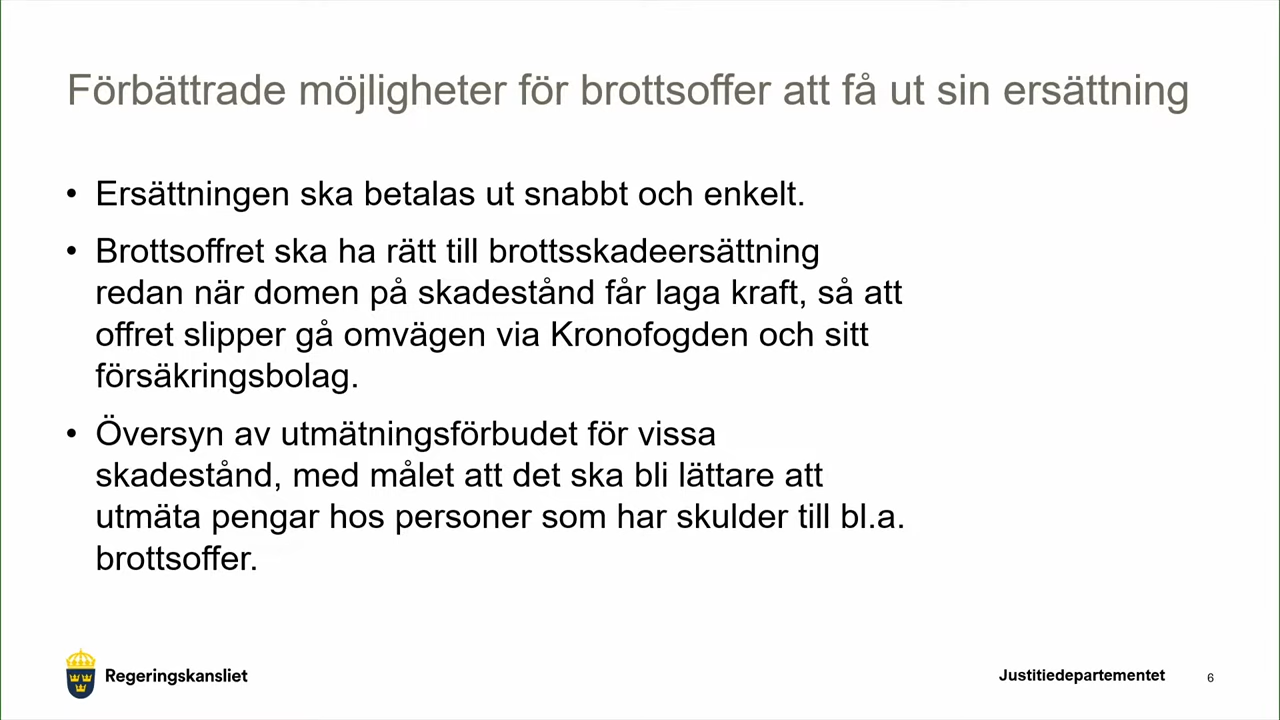 Förbättrade möjligheter för brottsoffer att få ut sin ersättning
• Ersättningen ska betalas ut snabbt och enkelt.
• Brottsoffret ska ha rätt till brottsskadeersättning
redan när domen på skadestånd får laga kraft, så att
offret slipper gå omvägen via Kronofogden och sitt
försäkringsbolag.
• Översyn av utmätningsförbudet för vissa
skadestånd, med målet att det ska bli lättare att
utmäta pengar hos personer som har skulder till bl.a.
brottsoffer.
Regeringskansliet
Justitiedepartementet
6